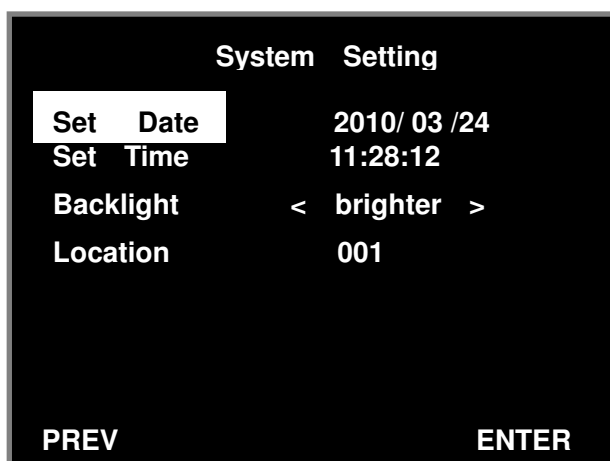 System Setting
Set Date 2010/ 03 /24
Set Time 11:28:12
Backlight < brighter >
Location 001
PREV ENTER